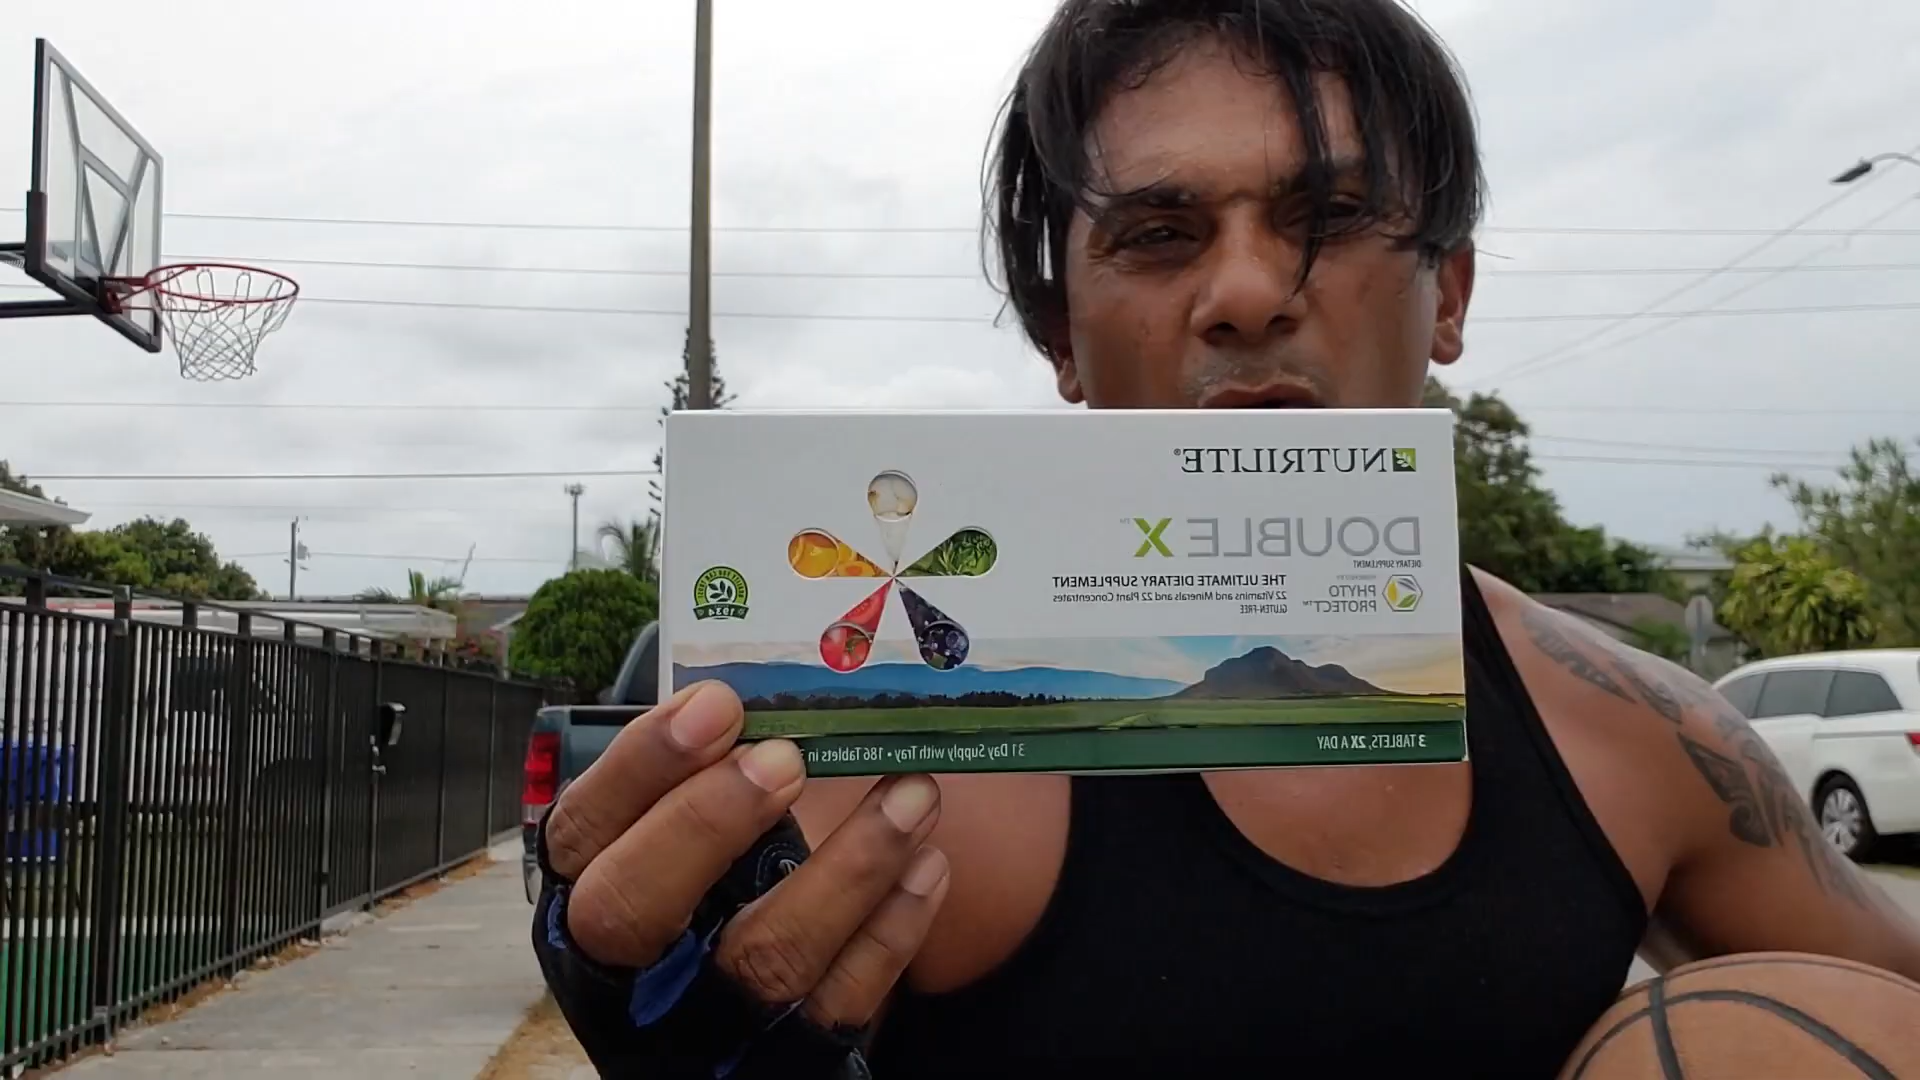 NUTRILITE®
DOUBLE X™
DIETARY SUPPLEMENT
PHYTO
PROTECT™
THE ULTIMATE DIETARY SUPPLEMENT
22 Vitamins and Minerals and 22 Plant Concentrates
GLUTEN-FREE
1934
3 TABLETS, 2X A DAY
31 Day Supply with Tray • 186 Tablets in